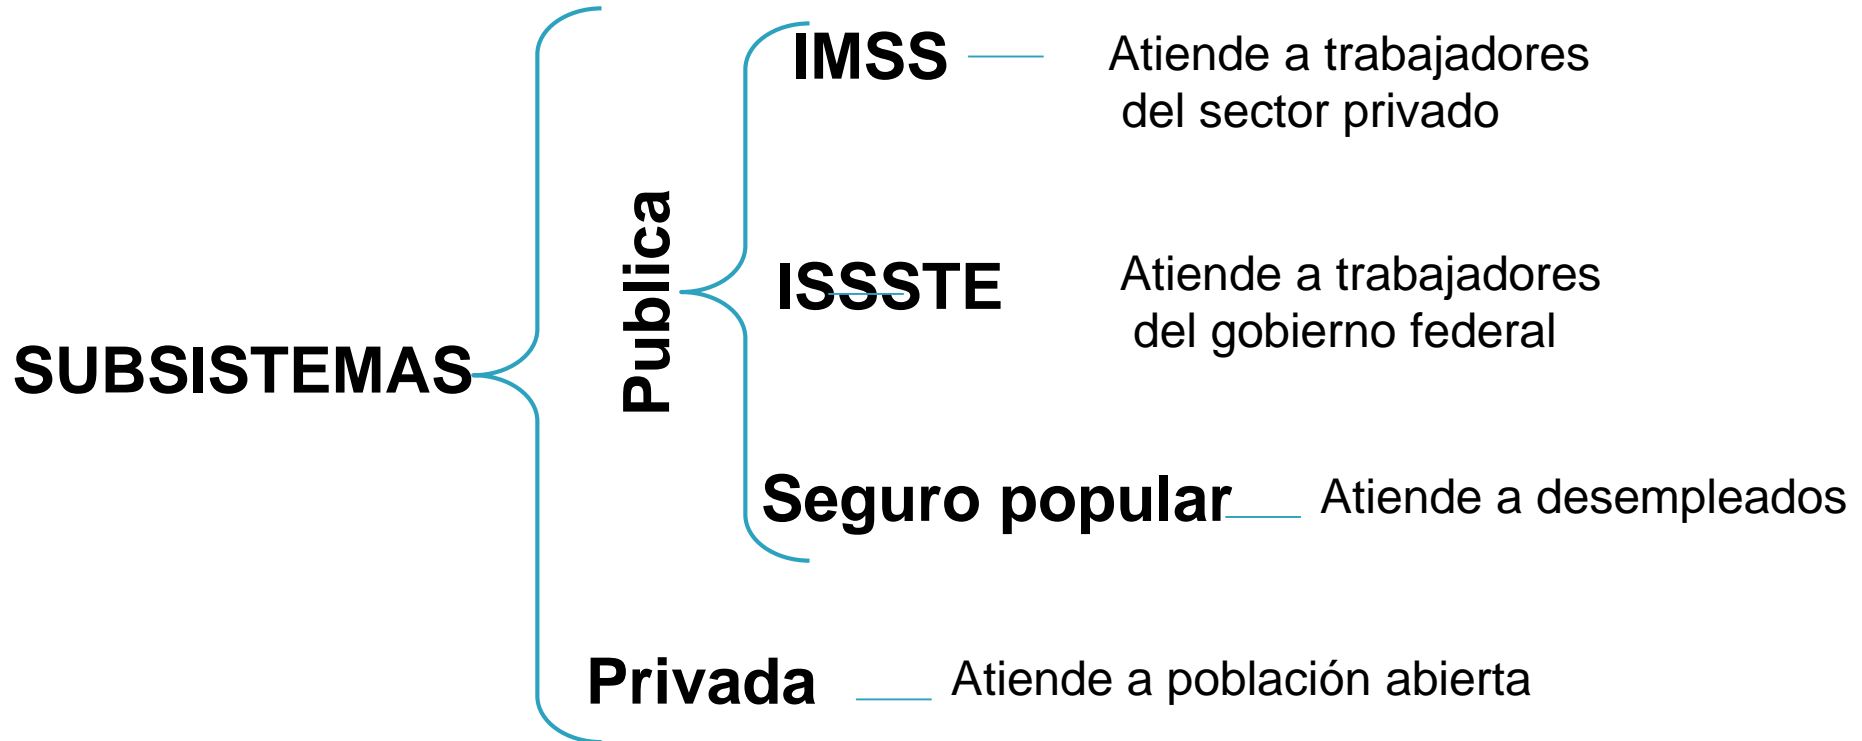 SUBSISTEMAS
Publica
IMSS
Atiende a trabajadores
del sector privado
ISSSTE
Atiende a trabajadores
del gobierno federal
Seguro popular
Atiende a desempleados
Privada
Atiende a población abierta